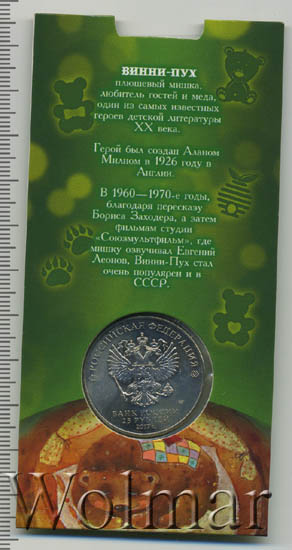 ВИННИ-ПУХ
плюшевый мишка,
любитель гостей и меда,
один из самых известных
героев детской литературы
XX века.
Герой был создан Аланом
Милном в 1926 году в
Англии.
В 1960—1970-е годы,
благодаря пересказу
Бориса Заходера, а затем
фильмам студии
«Союзмультфильм», где
мишку озвучивал Евгений
Леонов, Винни-Пух стал
очень популярен и в
СССР.
РОССИЙСКАЯ ФЕДЕРАЦИЯ
БАНК РОССИИ
25 РУБЛЕЙ
2017 г.
Wolmar